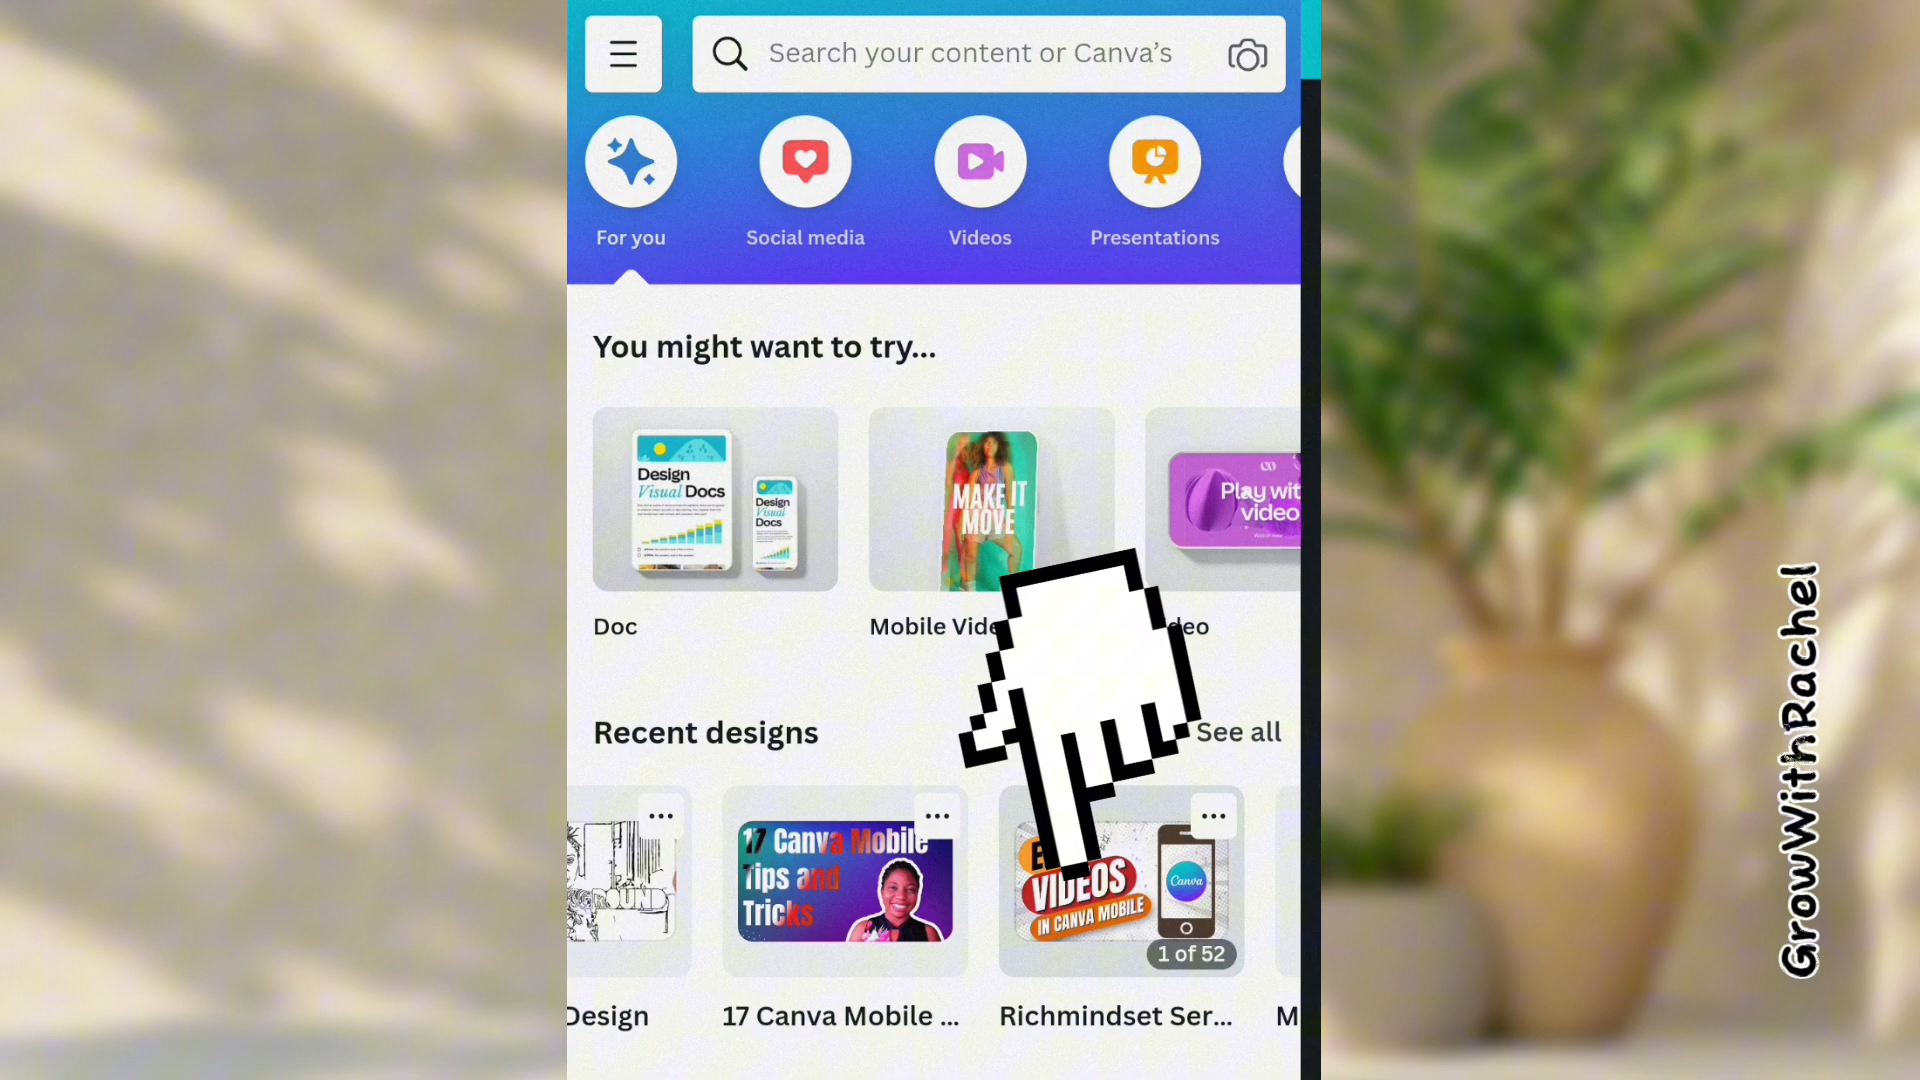 Search your content or Canva’s
For you
Social media
Videos
Presentations
You might want to try...
Design
Visual Docs
Design
Visual
Docs
MAKE IT
MOVE
Play wit
video
Doc
Mobile Vide
deo
Recent designs
See all
ROUND
17 Canva Mobile
Tips and
Tricks
E
VIDEOS
IN CANVA MOBILE
Canva
1 of 52
Design
17 Canva Mobile ...
Richmindset Ser...
M
GrowWithRachel